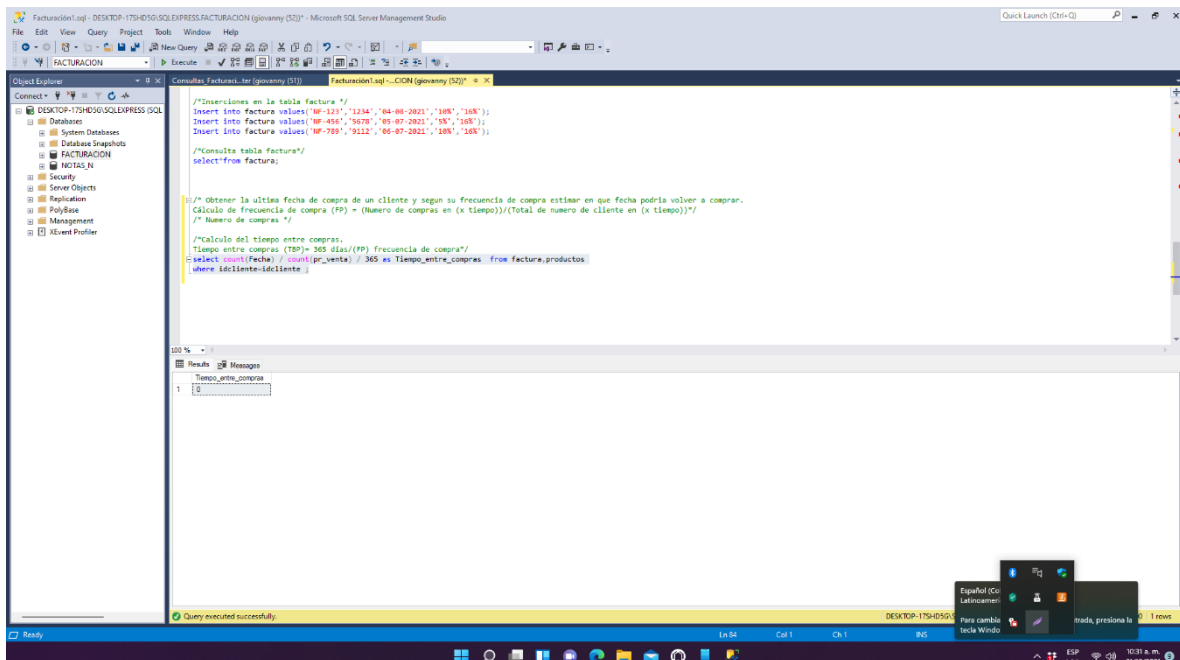 Facturación1.sql - DESKTOP-17SHD5G\SQLEXPRESS.FACTURACION (giovanny (52))* - Microsoft SQL Server Management Studio
Quick Launch (Ctrl+Q)
File Edit View Query Project Tools Window Help
New Query
FACTURACION
Execute
Object Explorer
Consultas_Facturaci...ter (giovanny (51))
Facturación1.sql -...CION (giovanny (52))*
Connect
DESKTOP-17SHD5G\SQLEXPRESS (SQL
Databases
System Databases
Database Snapshots
FACTURACION
NOTAS_N
Security
Server Objects
Replication
PolyBase
Management
XEvent Profiler
/*Inserciones en la tabla factura */
Insert into factura values('NF-123','1234','04-08-2021','10%','16%');
Insert into factura values('NF-456','5678','05-07-2021','5%','16%');
Insert into factura values('NF-789','9112','06-07-2021','10%','16%');
/*Consulta tabla factura*/
select*from factura;
/* Obtener la ultima fecha de compra de un cliente y segun su frecuencia de compra estimar en que fecha podria volver a comprar.
Cálculo de frecuencia de compra (FP) = (Numero de compras en (x tiempo))/(Total de numero de cliente en (x tiempo))*/
/* Numero de compras */
/*Calculo del tiempo entre compras.
Tiempo entre compras (TBP)= 365 días/(FP) frecuencia de compra*/
select count(Fecha) / count(pr_venta) / 365 as Tiempo_entre_compras from factura,productos
where idcliente=idcliente ;
100 %
Results Messages
Tiempo_entre_compras
1 0
Query executed successfully.
DESKTOP-17SHD5G\
1 rows
Español (Co
Latinoamer
Para cambia
trada, presiona la
tecla Windo
Ready
Ln 84 Col 1 Ch 1 INS
ESP
10:31 a. m.